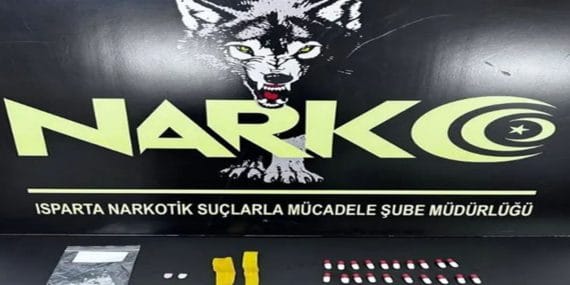 NARKO
ISPARTA NARKOTİK SUÇLARLA MÜCADELE ŞUBE MÜDÜRLÜĞÜ